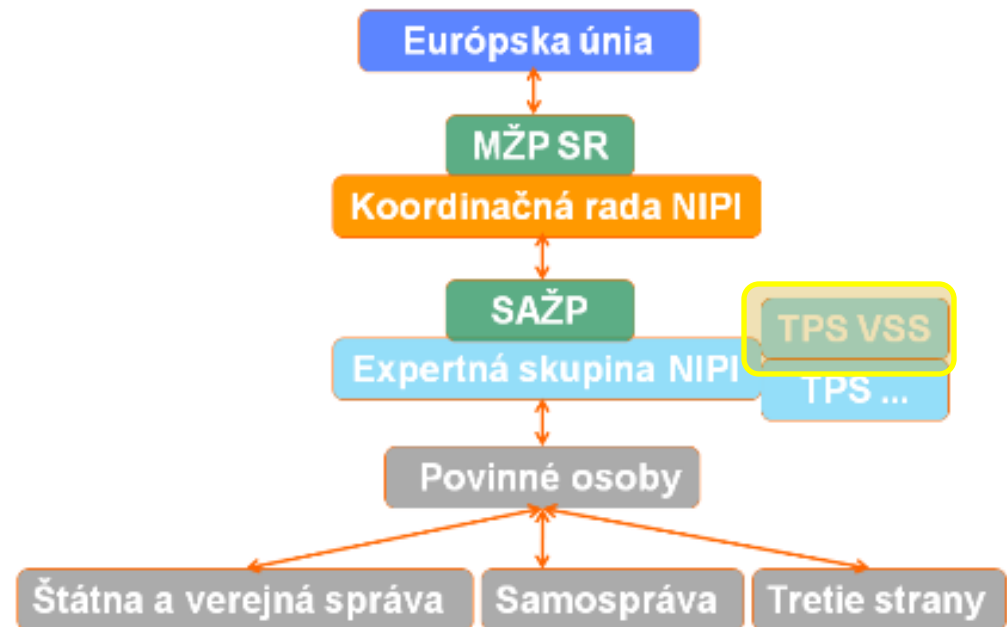 Európska únia
MŽP SR
Koordinačná rada NIPI
SAŽP
TPS VSS
Expertná skupina NIPI
TPS ...
Povinné osoby
Štátna a verejná správa
Samospráva
Tretie strany